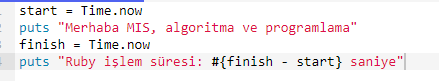 start = Time.now
puts "Merhaba MIS, algoritma ve programlama"
finish = Time.now
puts "Ruby işlem süresi: #{finish - start} saniye"